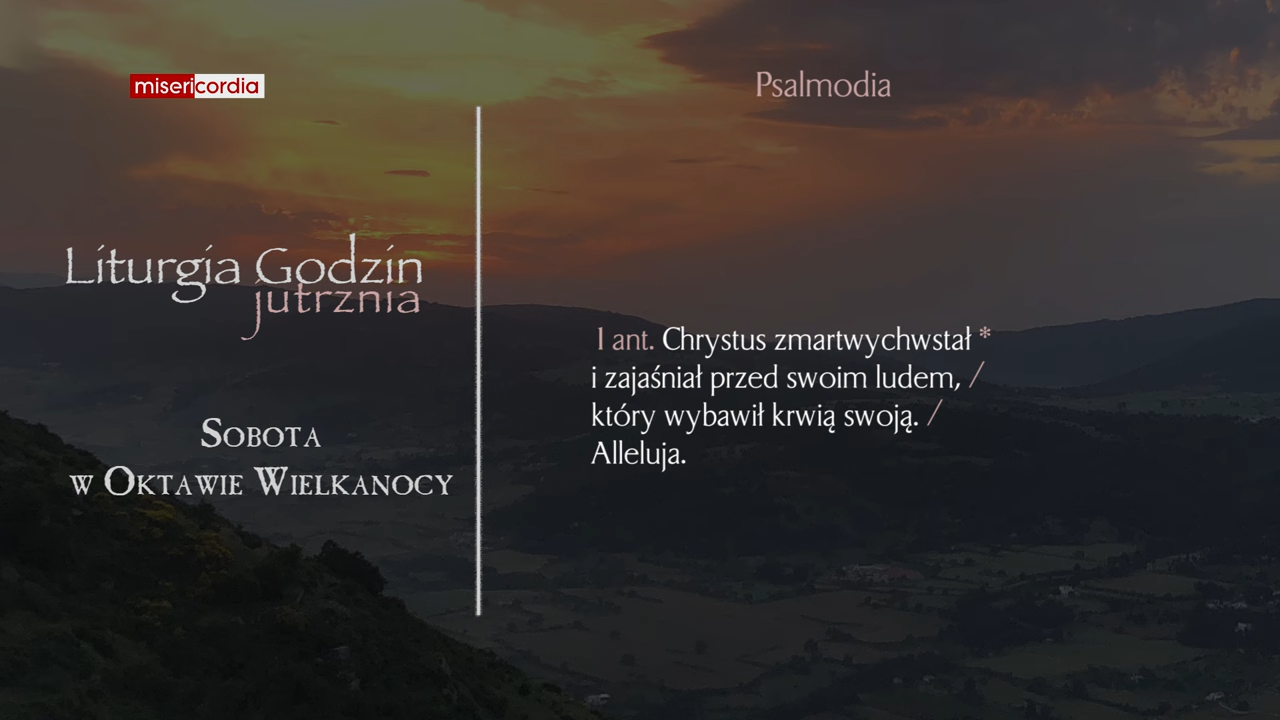 misericordia
Psalmodia
Liturgia Godzin
jutrznia
Sobota
w Oktawie Wielkanocy
1 ant. Chrystus zmartwychwstał *
i zajaśniał przed swoim ludem, /
który wybawił krwią swoją. /
Alleluja.